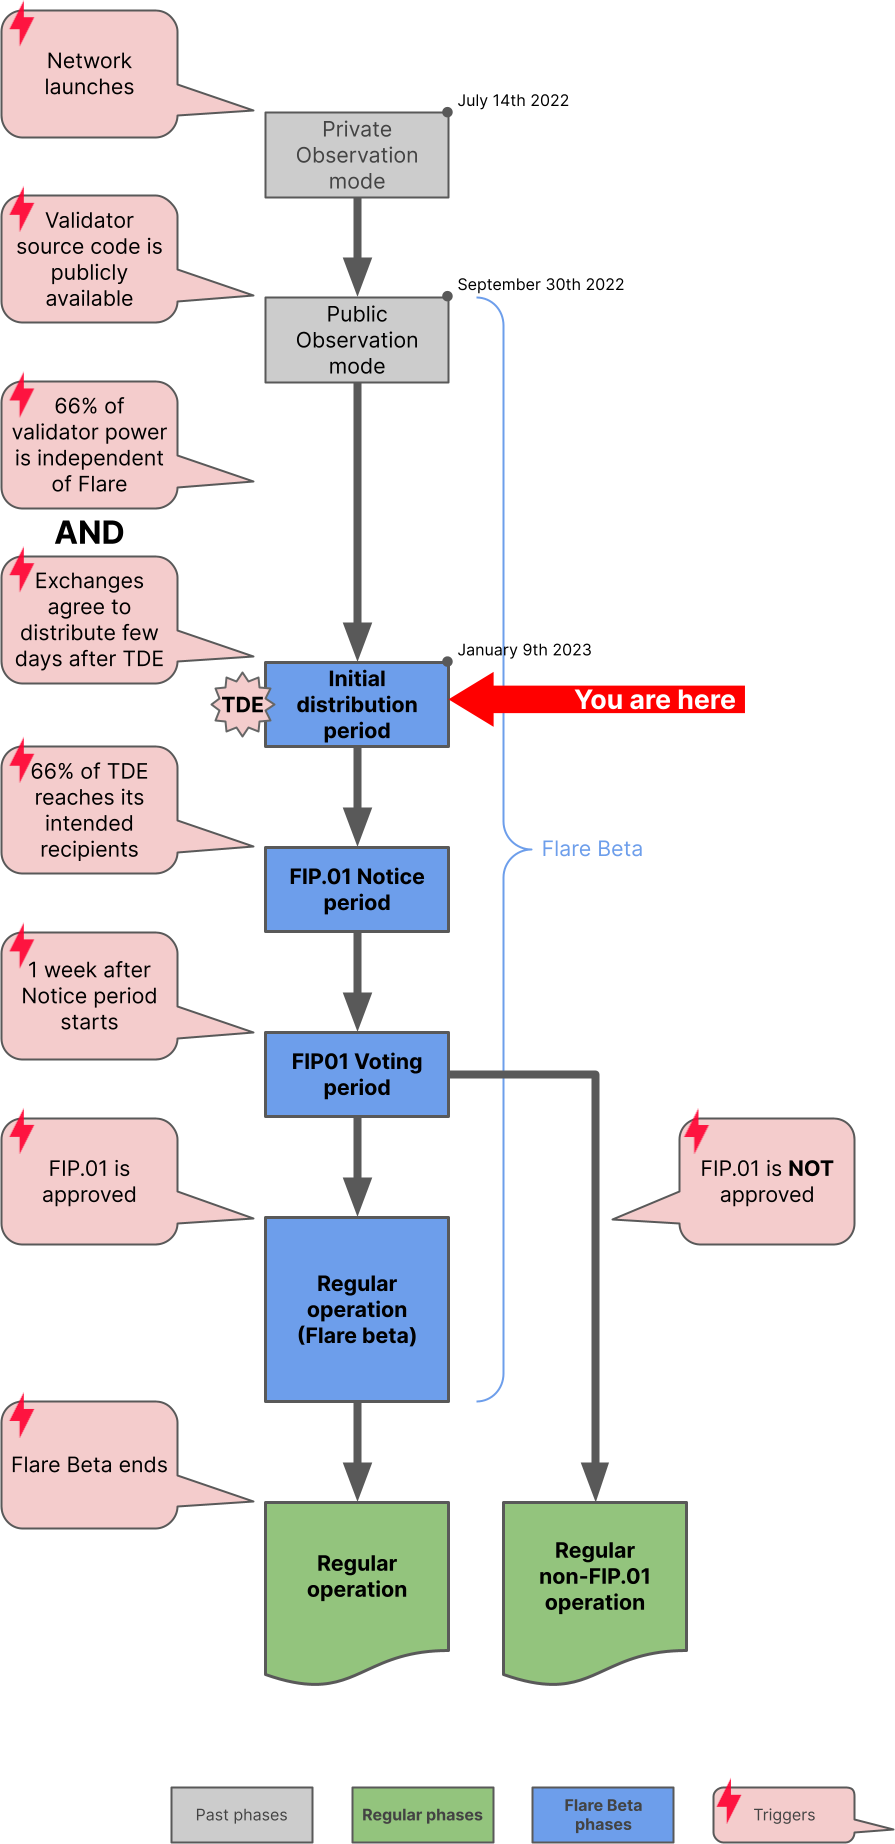 Network
launches
July 14th 2022
Private
Observation
mode
Validator
source code is
publicly
available
September 30th 2022
Public
Observation
mode
66% of
validator power
is independent
of Flare
AND
Exchanges
agree to
distribute few
days after TDE
January 9th 2023
TDE
Initial
distribution
period
You are here
66% of TDE
reaches its
intended
recipients
Flare Beta
FIP.01 Notice
period
1 week after
Notice period
starts
FIP01 Voting
period
FIP.01 is
approved
FIP.01 is NOT
approved
Regular
operation
(Flare beta)
Flare Beta ends
Regular
operation
Regular
non-FIP.01
operation
Past phases
Regular phases
Flare Beta
phases
Triggers